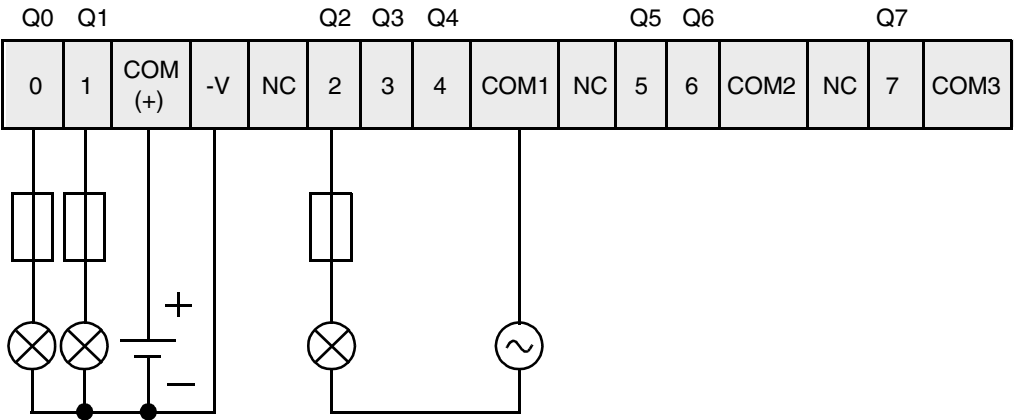 Q0 Q1 Q2 Q3 Q4 Q5 Q6 Q7
0 1 COM (+) -V NC 2 3 4 COM1 NC 5 6 COM2 NC 7 COM3
+
—